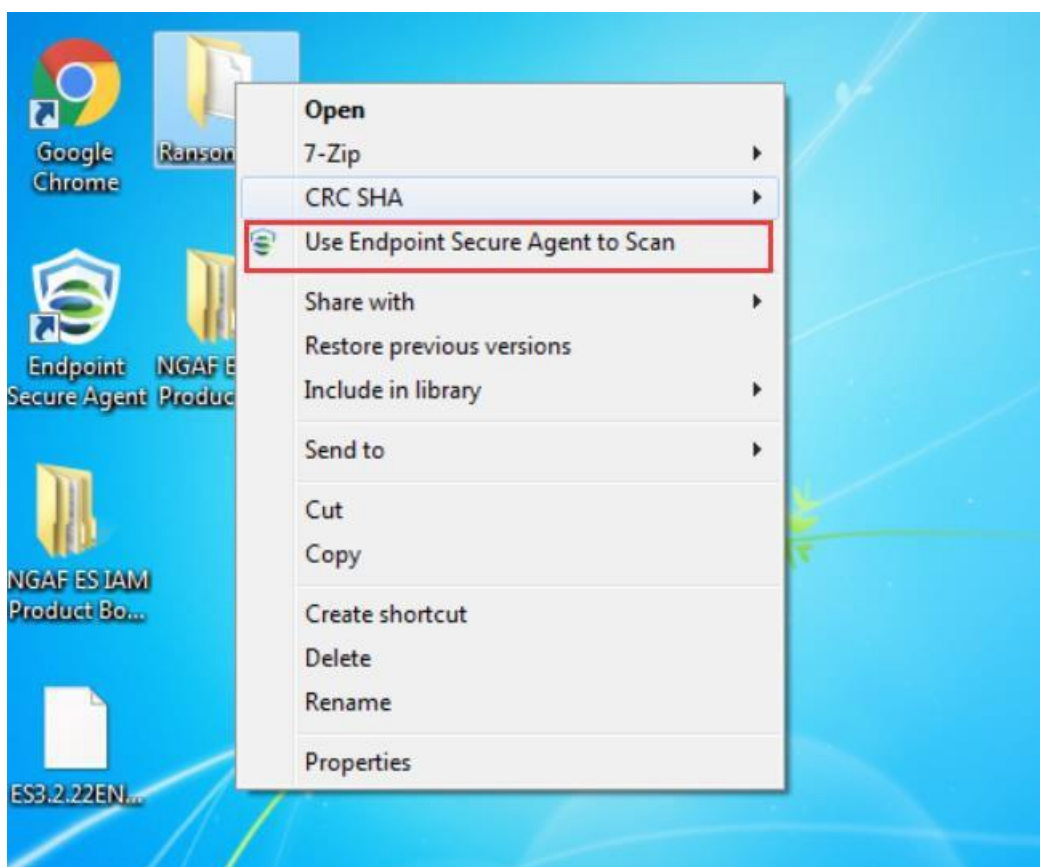 Google
Chrome
Ranson
Endpoint
Secure Agent
NGAF E
Produc
NGAF ES IAM
Product Bo...
ES3.2.22EN...
Open
7-Zip
CRC SHA
Use Endpoint Secure Agent to Scan
Share with
Restore previous versions
Include in library
Send to
Cut
Copy
Create shortcut
Delete
Rename
Properties